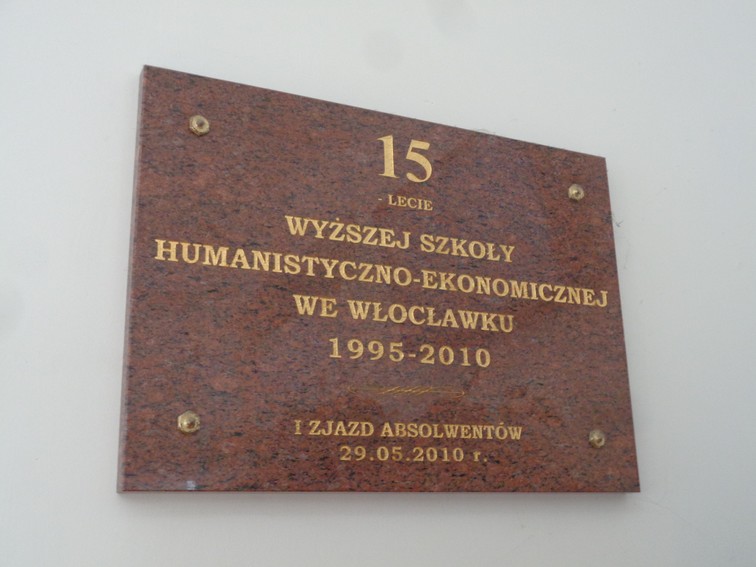 15
- LECIE
WYŻSZEJ SZKOŁY
HUMANISTYCZNO-EKONOMICZNEJ
WE WŁOCŁAWKU
1995-2010
I ZJAZD ABSOLWENTÓW
29.05.2010 r.